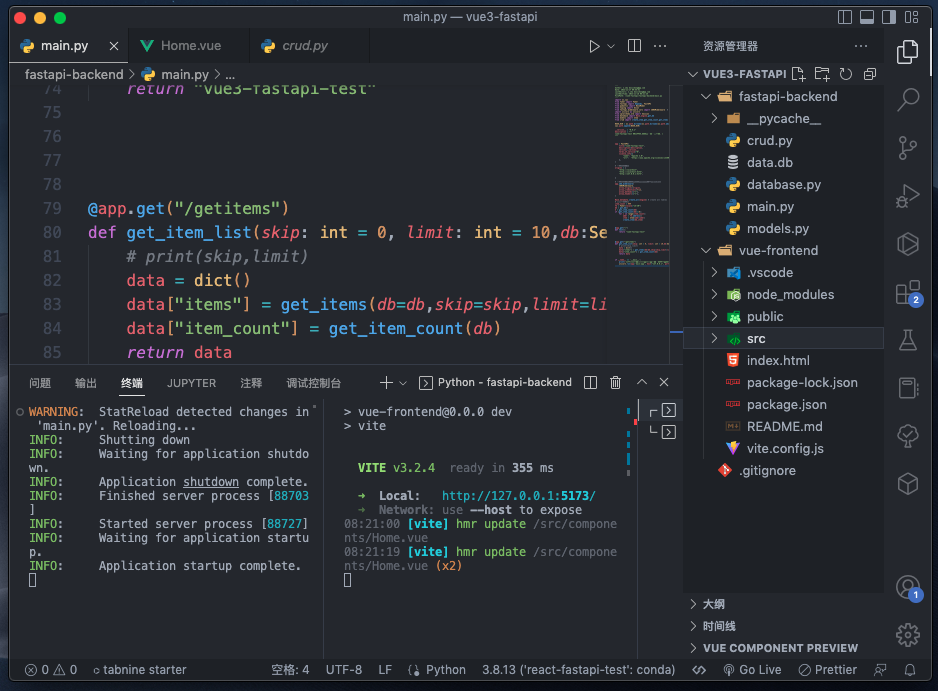 main.py — vue3-fastapi
main.py
Home.vue
crud.py
资源管理器
fastapi-backend > main.py > ...
VUE3-FASTAPI
74 return "vue3-fastapi-test"
75
76
77
78
79 @app.get("/getitems")
80 def get_item_list(skip: int = 0, limit: int = 10,db:Se
81 # print(skip,limit)
82 data = dict()
83 data["items"] = get_items(db=db,skip=skip,limit=li
84 data["item_count"] = get_item_count(db)
85 return data
fastapi-backend
__pycache__
crud.py
data.db
database.py
main.py
models.py
vue-frontend
.vscode
node_modules
public
src
index.html
package-lock.json
package.json
README.md
vite.config.js
.gitignore
问题 输出 终端 JUPYTER 注释 调试控制台
Python - fastapi-backend
WARNING: StatReload detected changes in
'main.py'. Reloading...
INFO: Shutting down
INFO: Waiting for application shutdo
wn.
INFO: Application shutdown complete.
INFO: Finished server process [88703
]
INFO: Started server process [88727]
INFO: Waiting for application startu
p.
INFO: Application startup complete.
> vue-frontend@0.0.0 dev
> vite
VITE v3.2.4 ready in 355 ms
➜ Local: http://127.0.0.1:5173/
➜ Network: use --host to expose
08:21:00 [vite] hmr update /src/compone
nts/Home.vue
08:21:19 [vite] hmr update /src/compone
nts/Home.vue (x2)
2
1
大纲
时间线
VUE COMPONENT PREVIEW
0 0 tabnine starter 空格: 4 UTF-8 LF Python 3.8.13 ('react-fastapi-test': conda) Go Live Prettier